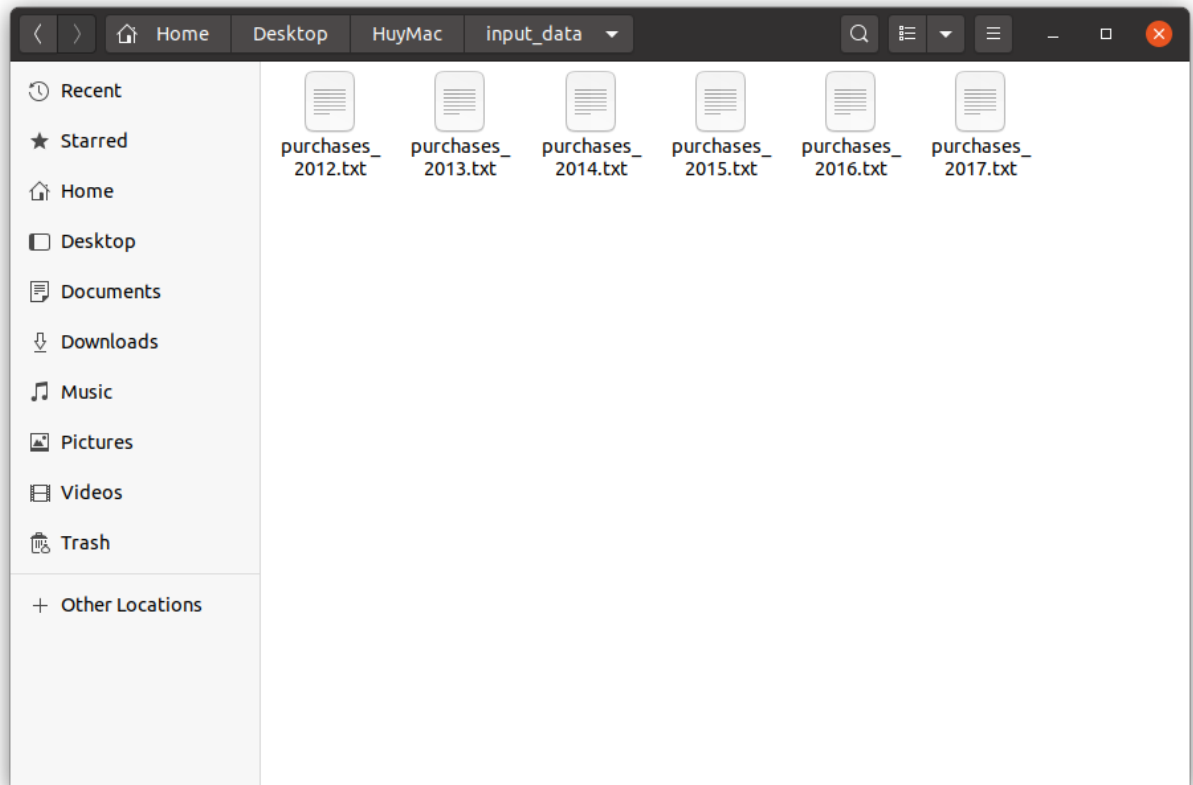 Home Desktop HuyMac input_data
Recent
Starred
Home
Desktop
Documents
Downloads
Music
Pictures
Videos
Trash
Other Locations
purchases_
2012.txt
purchases_
2013.txt
purchases_
2014.txt
purchases_
2015.txt
purchases_
2016.txt
purchases_
2017.txt